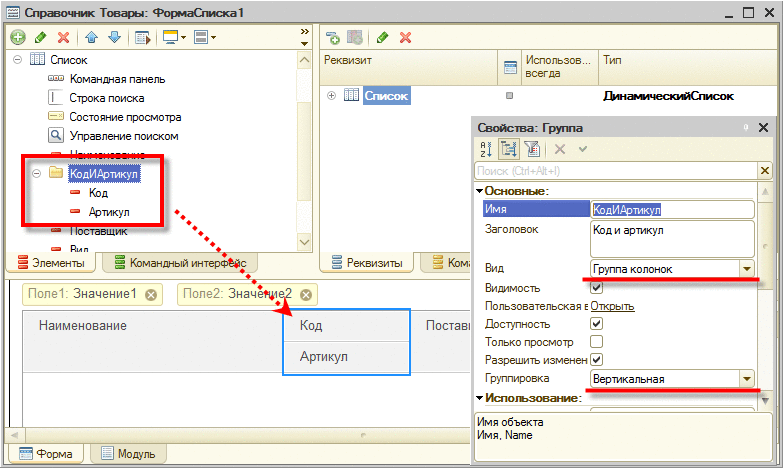 Справочник Товары: ФормаСписка1
Список
Командная панель
Строка поиска
Состояние просмотра
Управление поиском
Наименование
КодИАртикул
Код
Артикул
Поставщик
Вид
Элементы
Командный интерфейс
Реквизит
Использов... всегда
Тип
Список
ДинамическийСписок
Реквизиты
Кома
Поле1: Значение1
Поле2: Значение2
Наименование
Код
Поставь
Артикул
Форма
Модуль
Свойства: Группа
Поиск (Ctrl+Alt+I)
Основные:
Имя
КодИАртикул
Заголовок
Код и артикул
Вид
Группа колонок
Видимость
Пользовательская в
Открыть
Доступность
Только просмотр
Разрешить изменен
Группировка
Вертикальная
Использование:
Имя объекта
Имя, Name